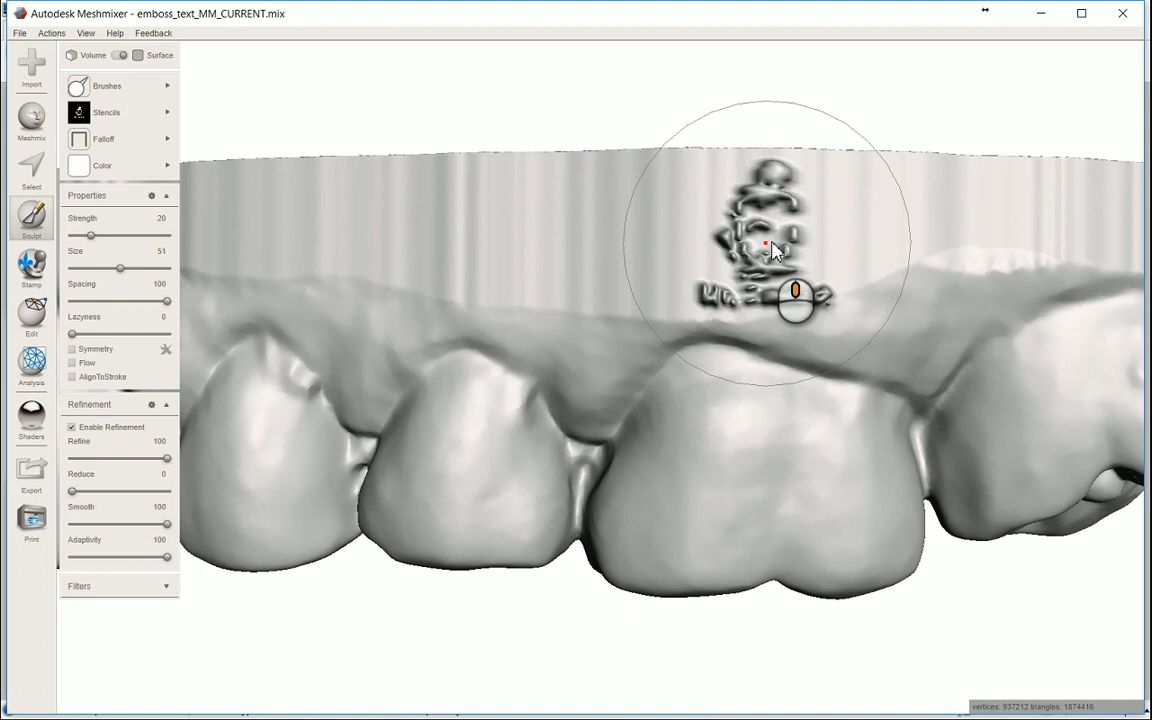 Autodesk Meshmixer - emboss_text_MM_CURRENT.mix
File Actions View Help Feedback
Import
Meshmix
Select
Sculpt
Stamp
Edit
Analysis
Shaders
Export
Print
Volume Surface
Brushes
Stencils
Falloff
Color
Properties
Strength 20
Size 51
Spacing 100
Lazyness 0
Symmetry
Flow
AlignToStroke
Refinement
Enable Refinement
Refine 100
Reduce 0
Smooth 100
Adaptivity 100
Filters
vertices: 937212 triangles: 1874416